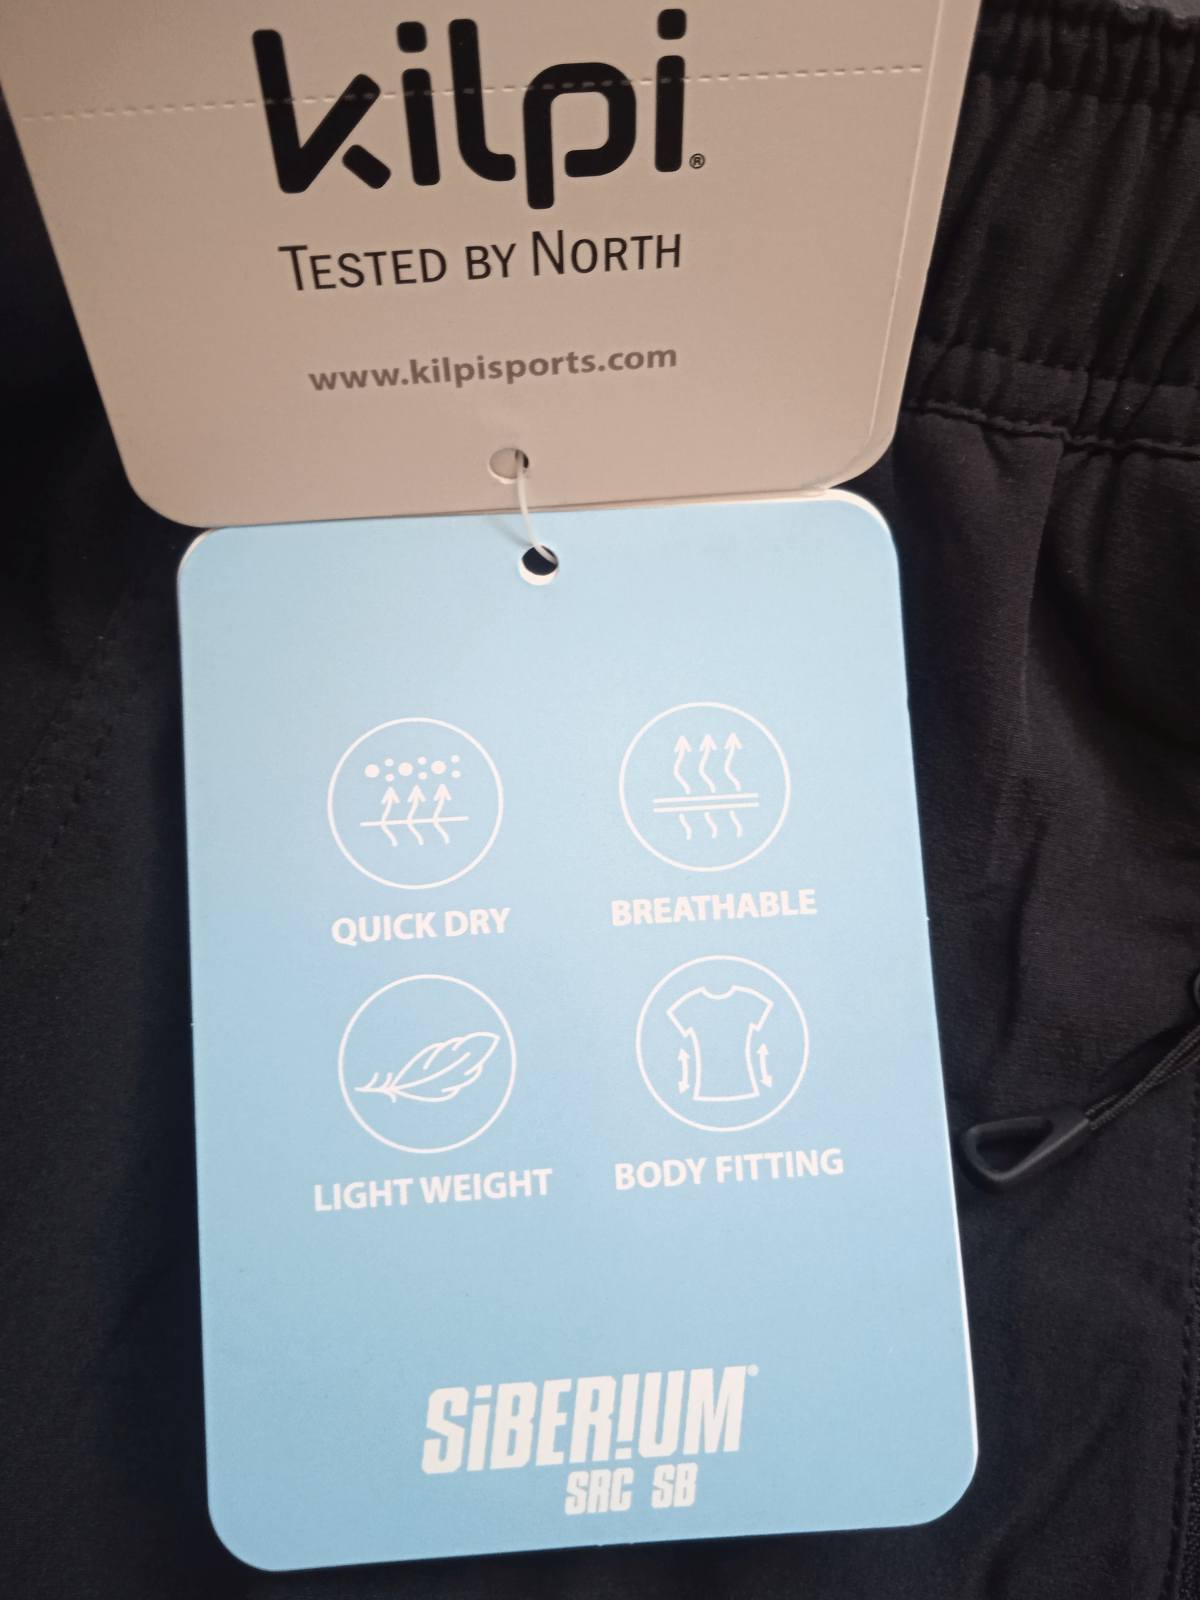 kilpi®
TESTED BY NORTH
www.kilpisports.com
QUICK DRY
BREATHABLE
LIGHT WEIGHT
BODY FITTING
SiBER!UM®
SRC SB